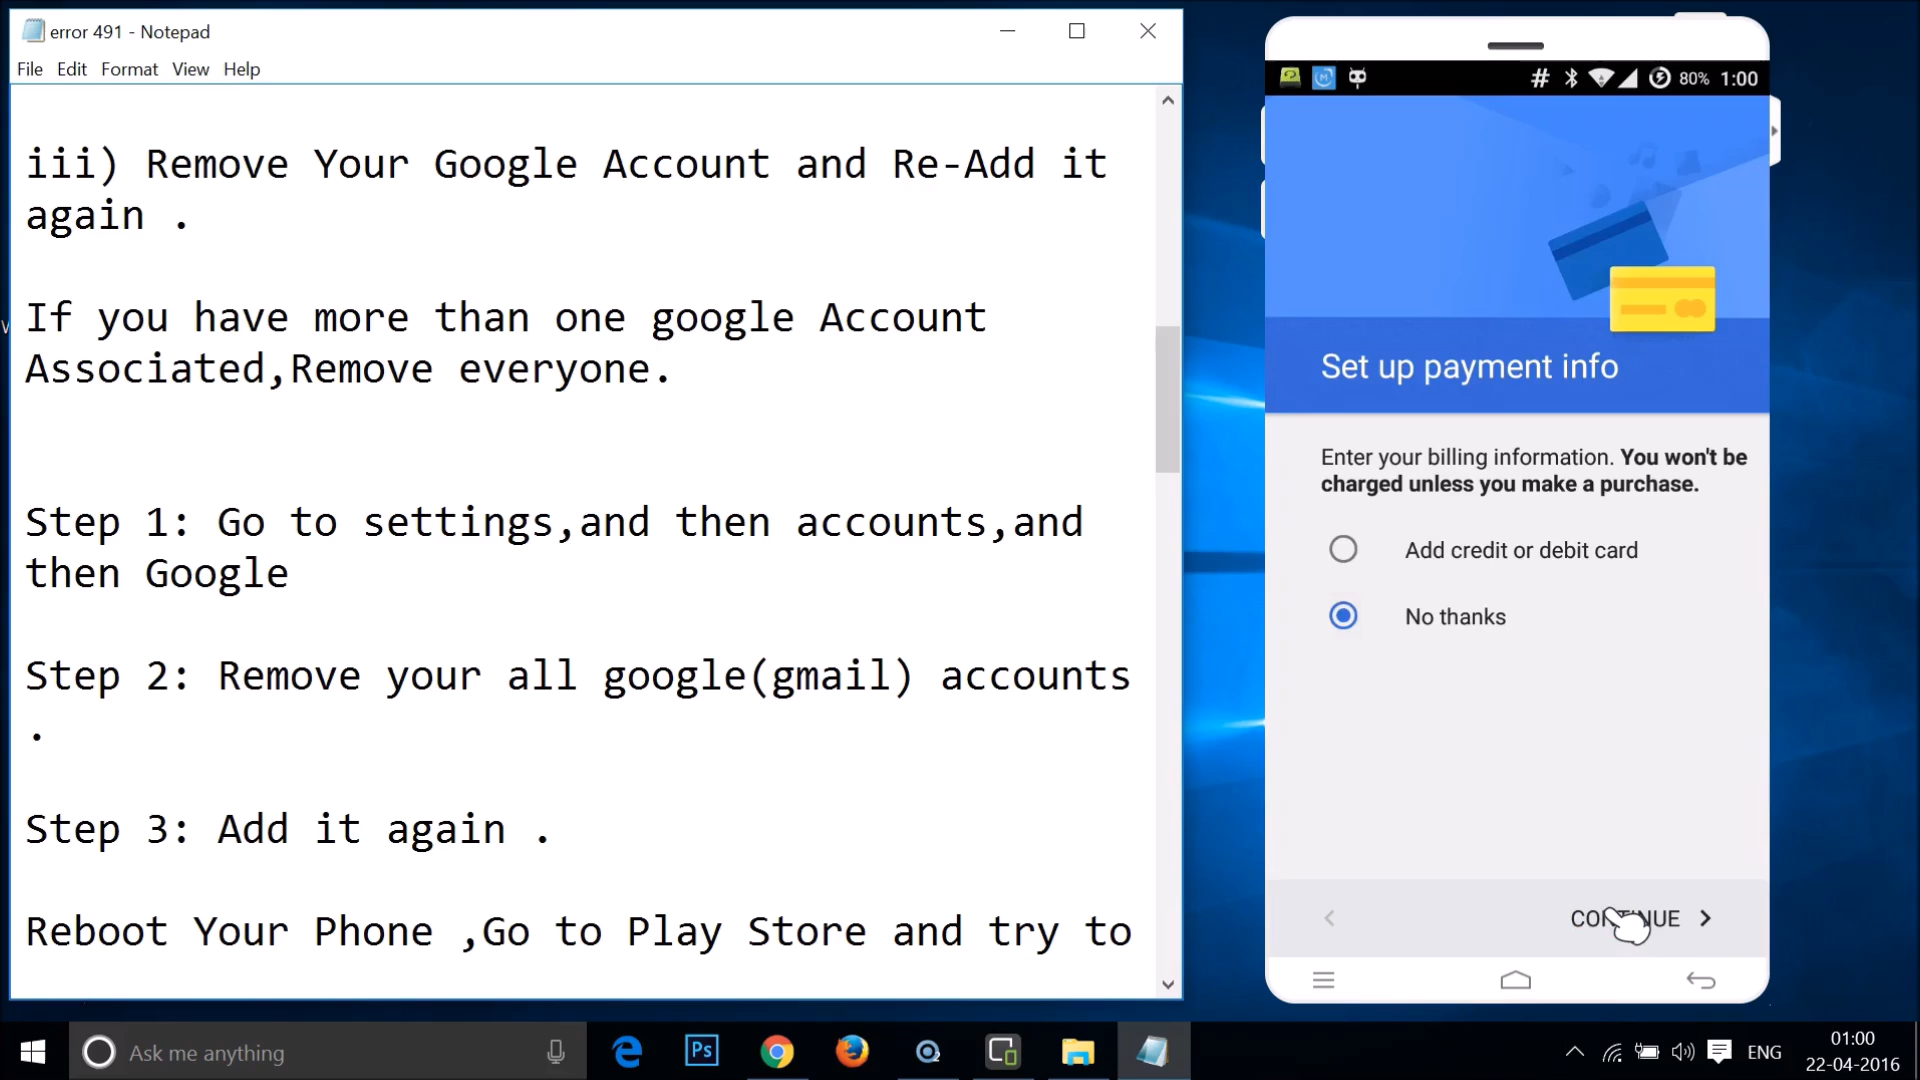 error 491 - Notepad
File Edit Format View Help
iii) Remove Your Google Account and Re-Add it
again .
If you have more than one google Account
Associated,Remove everyone.
Step 1: Go to settings,and then accounts,and
then Google
Step 2: Remove your all google(gmail) accounts
.
Step 3: Add it again .
Reboot Your Phone ,Go to Play Store and try to
80% 1:00
Set up payment info
Enter your billing information. You won't be
charged unless you make a purchase.
Add credit or debit card
No thanks
CONTINUE
Ask me anything
Ps
ENG
01:00
22-04-2016